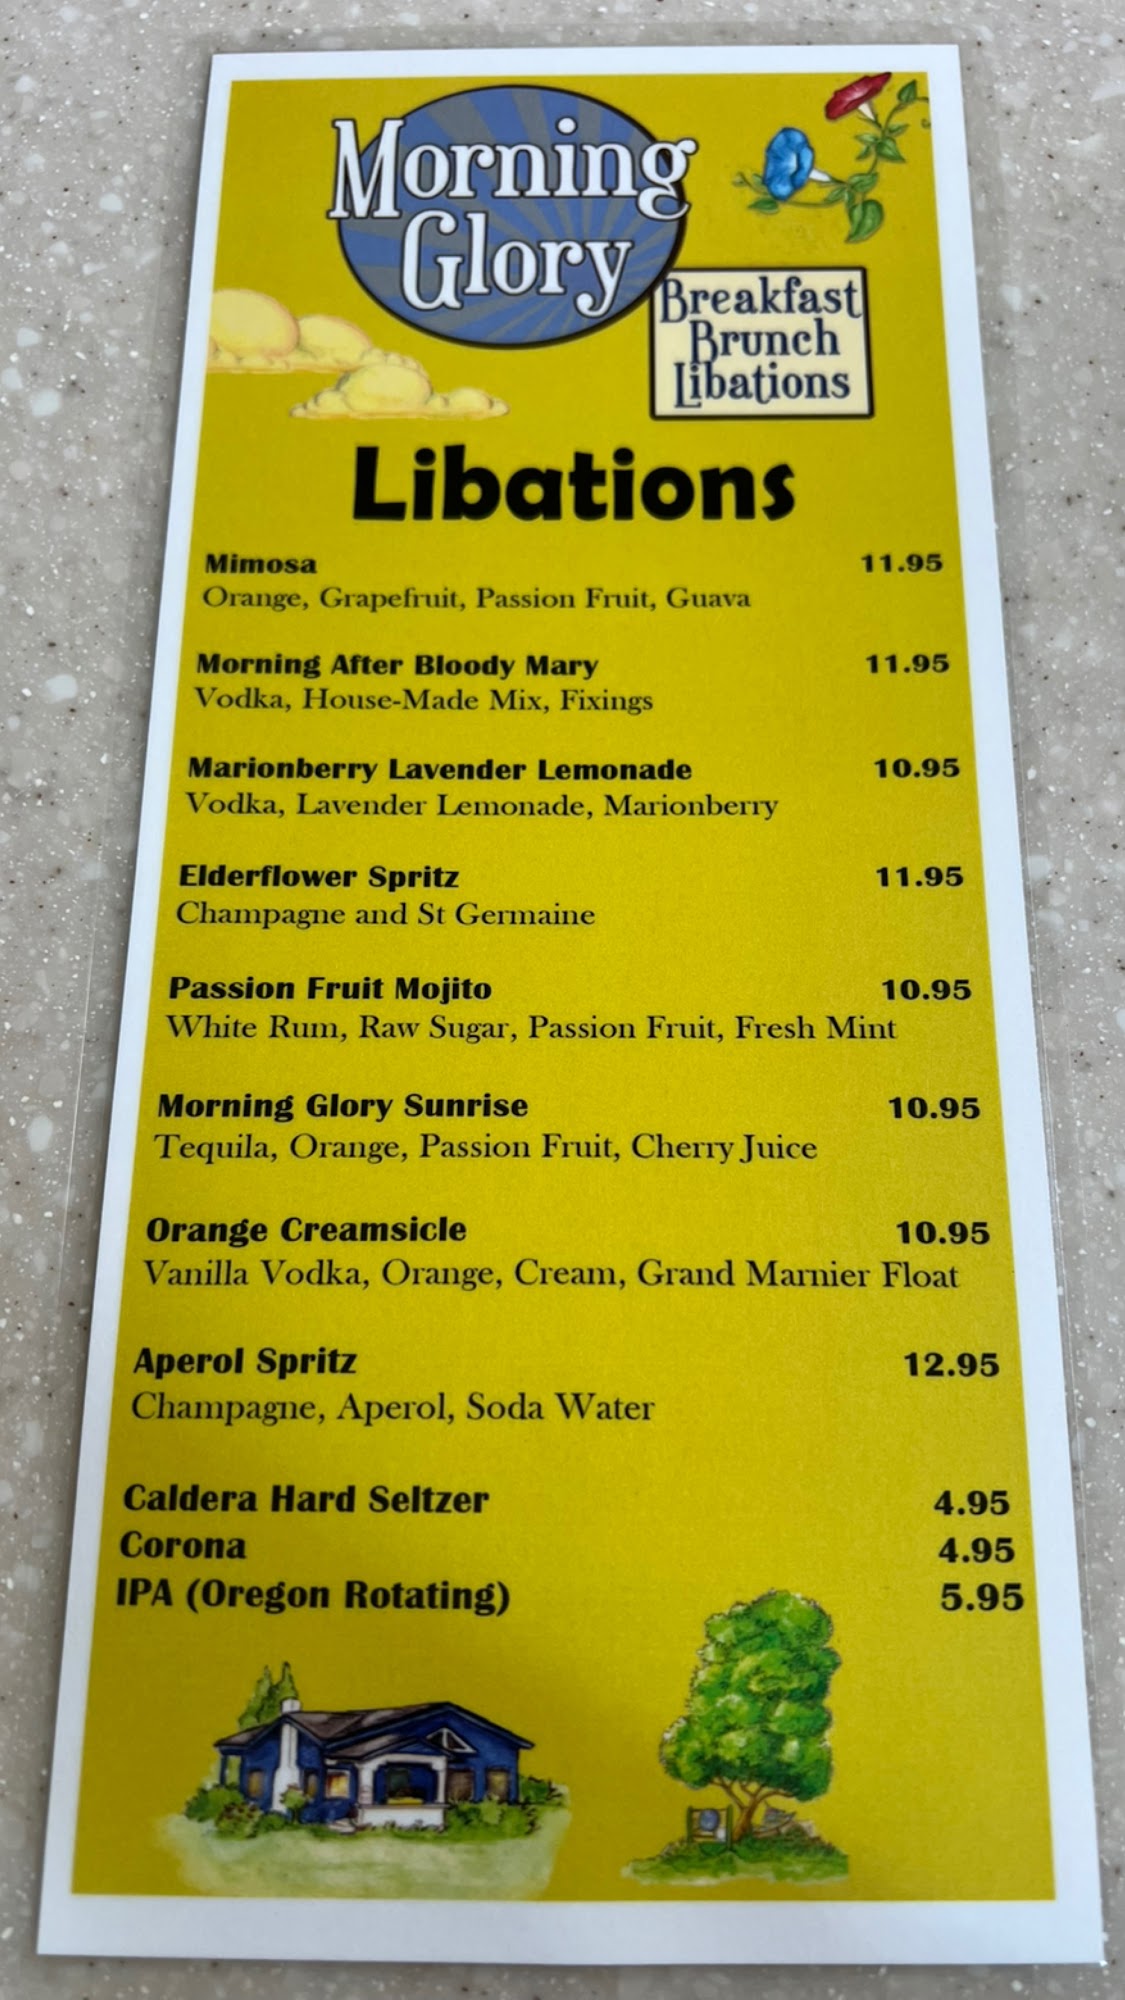 Morning
Glory
Breakfast
Brunch
Libations
Libations
Mimosa 11.95
Orange, Grapefruit, Passion Fruit, Guava
Morning After Bloody Mary 11.95
Vodka, House-Made Mix, Fixings
Marionberry Lavender Lemonade 10.95
Vodka, Lavender Lemonade, Marionberry
Elderflower Spritz 11.95
Champagne and St Germaine
Passion Fruit Mojito 10.95
White Rum, Raw Sugar, Passion Fruit, Fresh Mint
Morning Glory Sunrise 10.95
Tequila, Orange, Passion Fruit, Cherry Juice
Orange Creamsicle 10.95
Vanilla Vodka, Orange, Cream, Grand Marnier Float
Aperol Spritz 12.95
Champagne, Aperol, Soda Water
Caldera Hard Seltzer 4.95
Corona 4.95
IPA (Oregon Rotating) 5.95